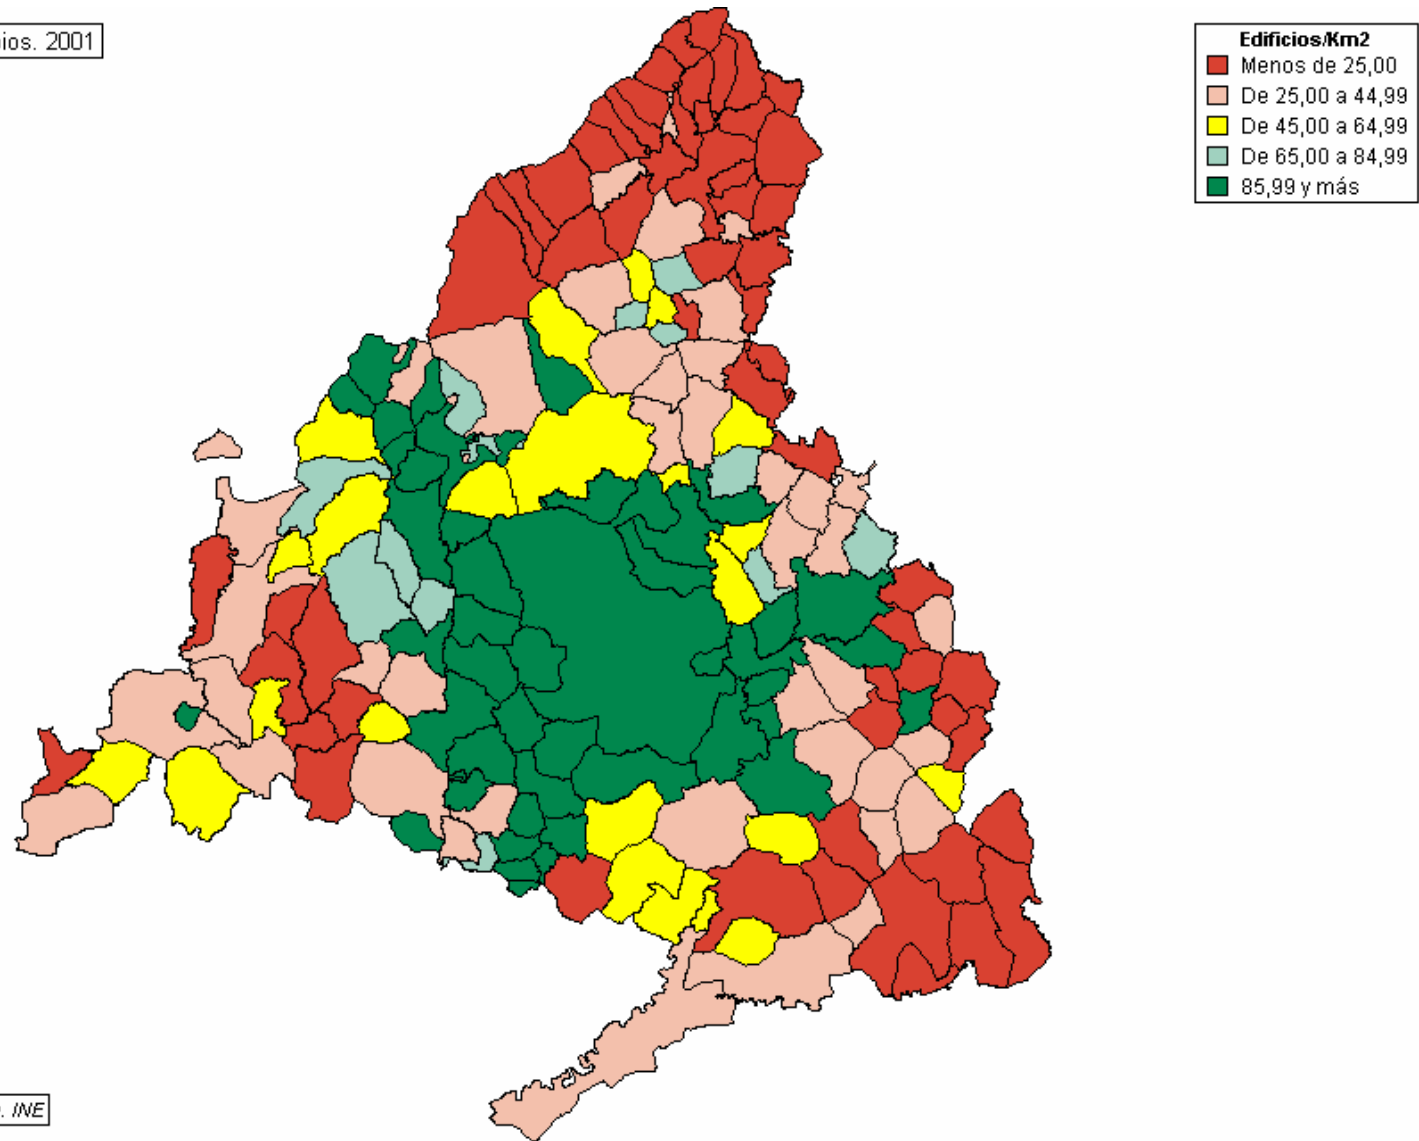 ios. 2001
Edificios/Km2
Menos de 25,00
De 25,00 a 44,99
De 45,00 a 64,99
De 65,00 a 84,99
85,99 y más
. INE